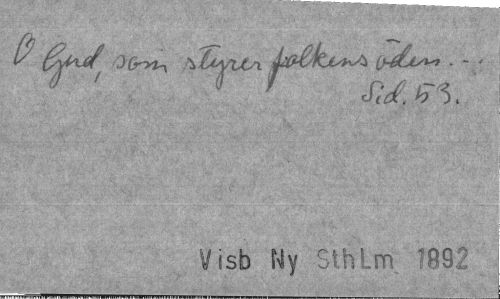 O Gud, som styrer folkens öden...
Sid. 53.
Visb Ny SthLm 1892